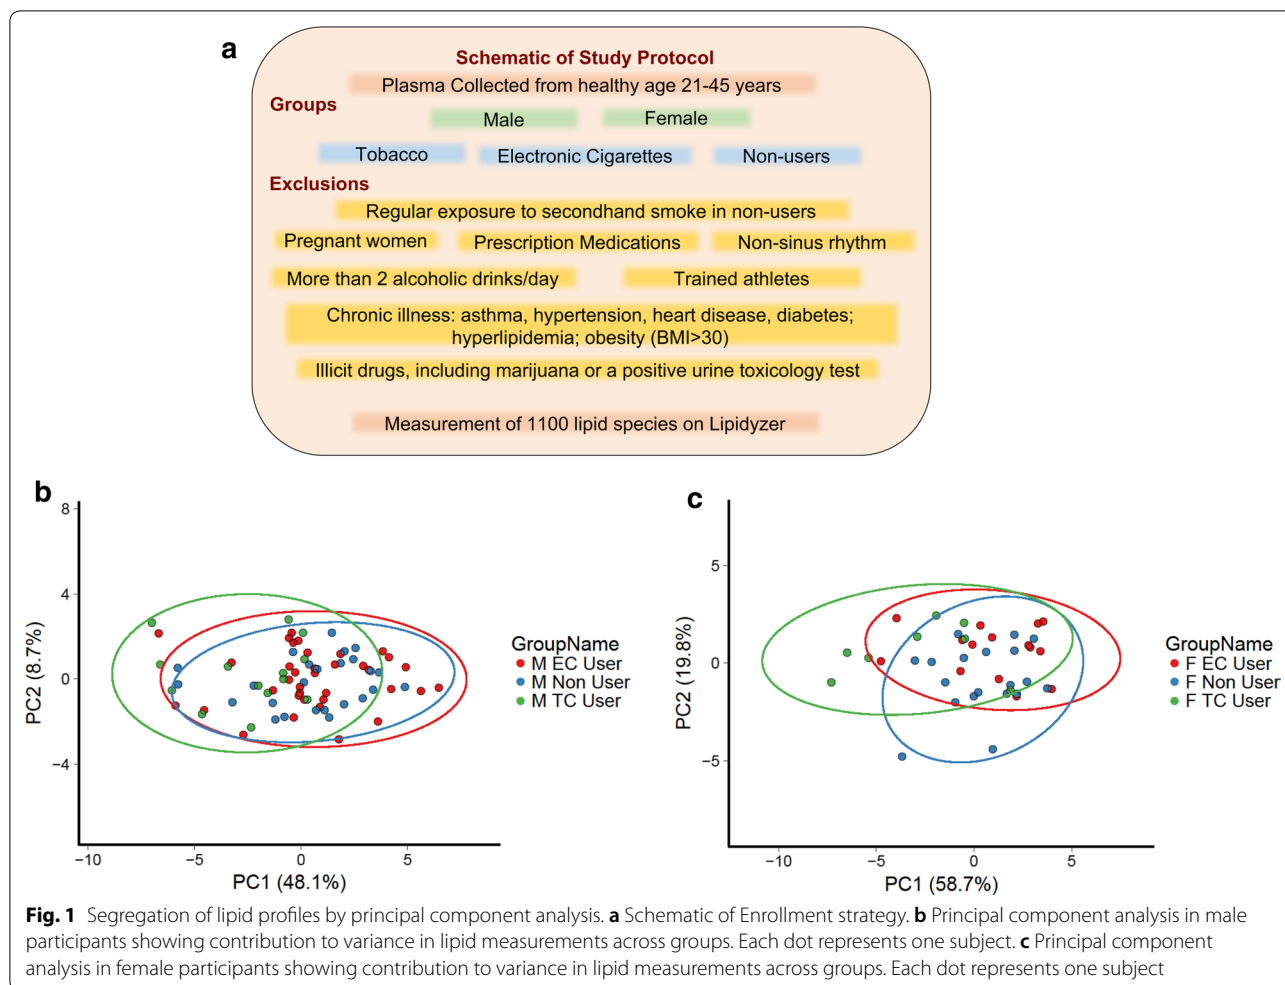 a
Schematic of Study Protocol
Plasma Collected from healthy age 21-45 years
Groups
Male Female
Tobacco Electronic Cigarettes Non-users
Exclusions
Regular exposure to secondhand smoke in non-users
Pregnant women Prescription Medications Non-sinus rhythm
More than 2 alcoholic drinks/day Trained athletes
Chronic illness: asthma, hypertension, heart disease, diabetes;
hyperlipidemia; obesity (BMI>30)
Illicit drugs, including marijuana or a positive urine toxicology test
Measurement of 1100 lipid species on Lipidyzer
b
8
4
0
−4
PC2 (8.7%)
−10 −5 0 5
PC1 (48.1%)
GroupName
M EC User
M Non User
M TC User
c
5
0
−5
PC2 (19.8%)
−10 −5 0 5
PC1 (58.7%)
GroupName
F EC User
F Non User
F TC User
Fig. 1 Segregation of lipid profiles by principal component analysis. a Schematic of Enrollment strategy. b Principal component analysis in male
participants showing contribution to variance in lipid measurements across groups. Each dot represents one subject. c Principal component
analysis in female participants showing contribution to variance in lipid measurements across groups. Each dot represents one subject